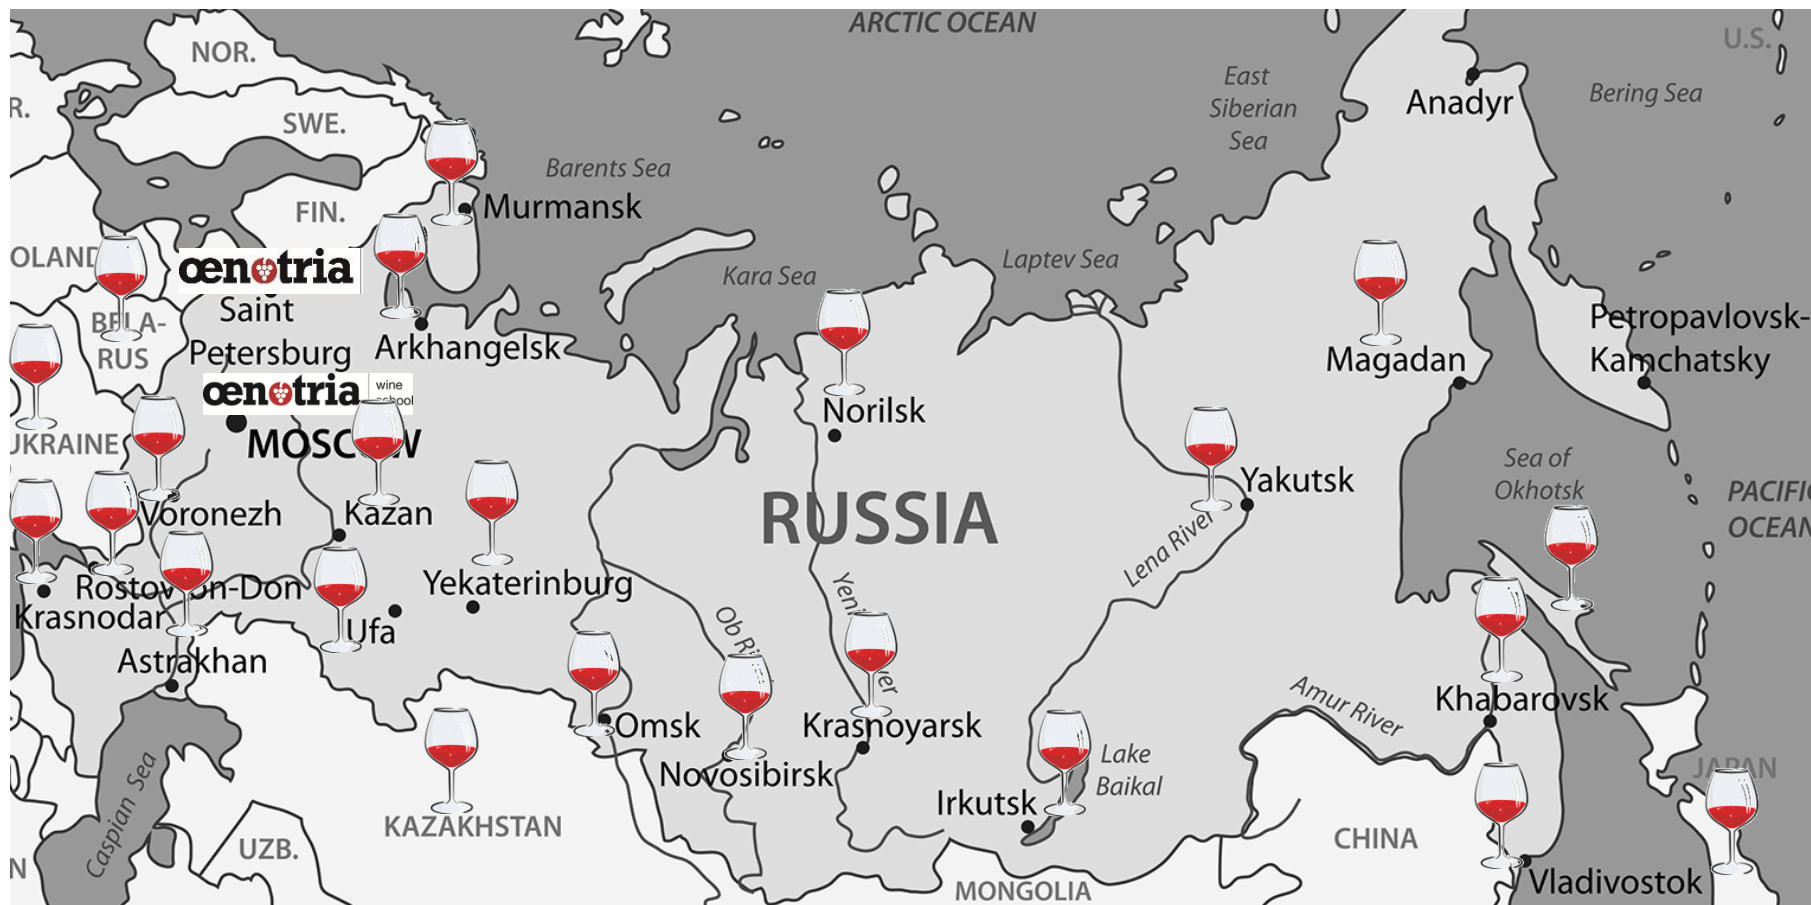 ARCTIC OCEAN
U.S.
NOR.
East
Siberian
Sea
Bering Sea
Anadyr
R.
SWE.
Barents Sea
Murmansk
FIN.
OLAND
œnotria
Kara Sea
Laptev Sea
Saint
Petersburg
BELA-
RUS
Arkhangelsk
Petropavlovsk-
Kamchatsky
Magadan
œnotria
wine
school
Norilsk
UKRAINE
MOSCOW
Sea of
Okhotsk
Yakutsk
PACIFIC
OCEAN
RUSSIA
Voronezh
Kazan
Lena River
Rostov-on-Don
Yekaterinburg
Krasnodar
Yenisey River
Ob River
Ufa
Astrakhan
Khabarovsk
Amur River
Omsk
Krasnoyarsk
Novosibirsk
Lake
Baikal
JAPAN
Irkutsk
Caspian Sea
KAZAKHSTAN
UZB.
CHINA
N
MONGOLIA
Vladivostok